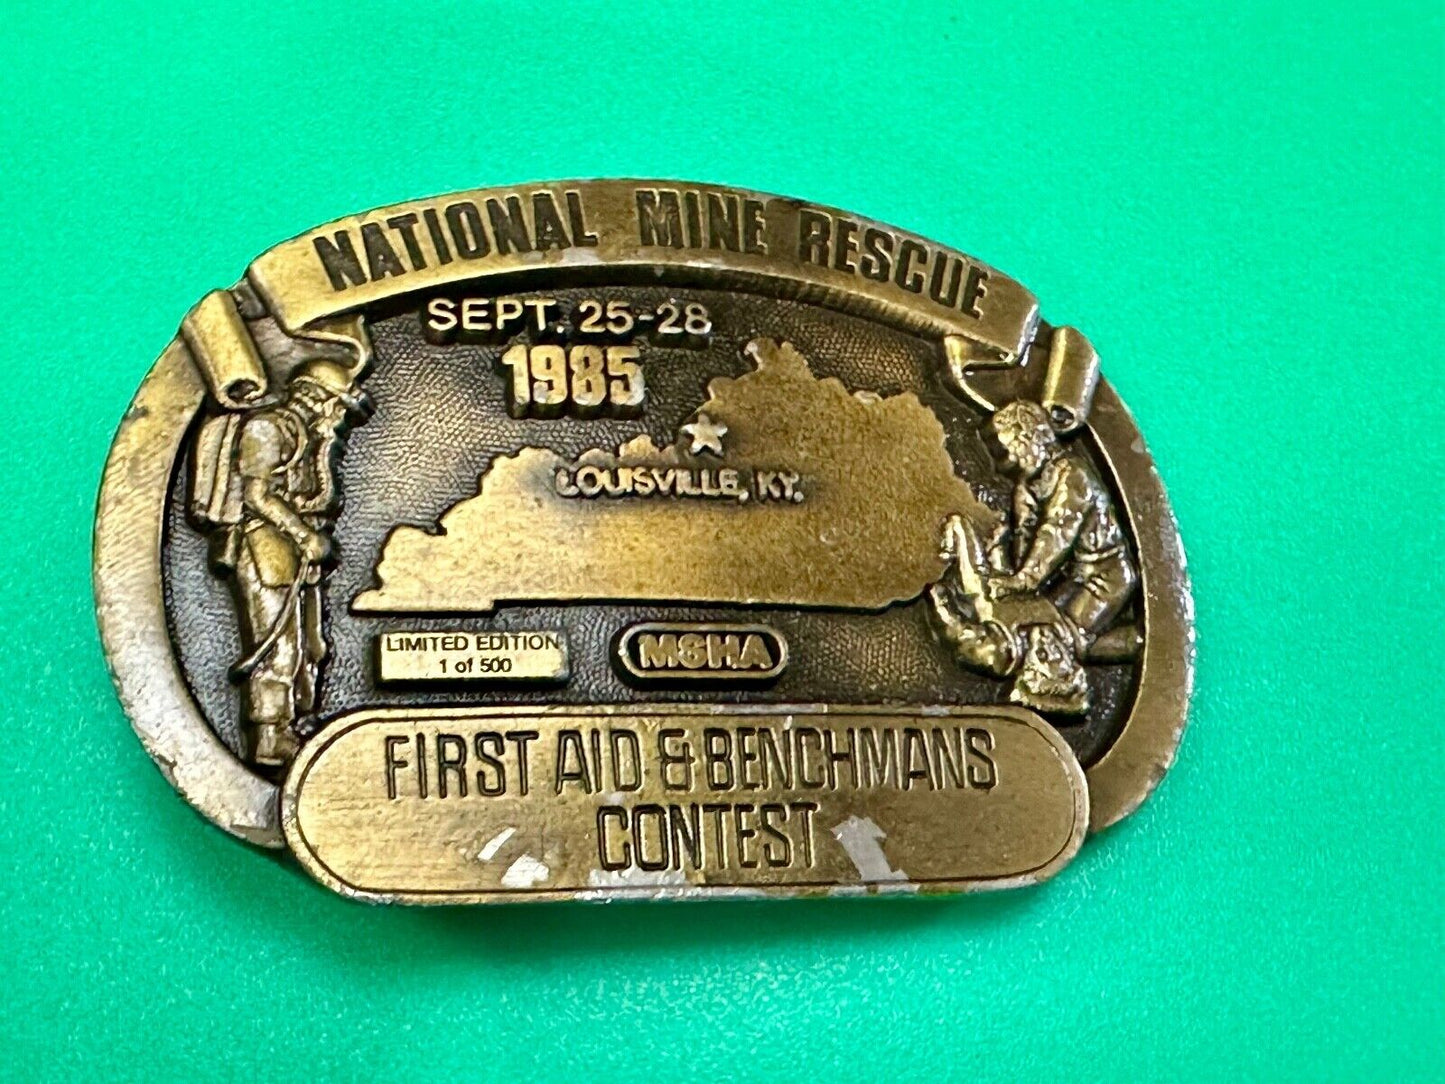 NATIONAL MINE RESCUE
SEPT. 25-28
1985
LOUISVILLE, KY.
LIMITED EDITION
1 of 500
MSHA
FIRST AID & BENCHMANS
CONTEST